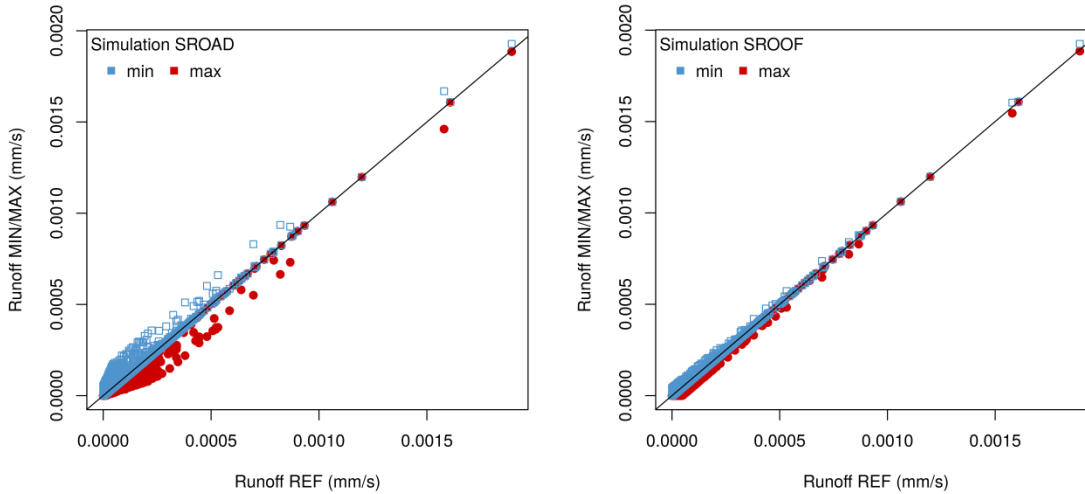 Simulation SROAD
min max
Runoff MIN/MAX (mm/s)
0.0020
0.0015
0.0010
0.0005
0.0000
0.0000 0.0005 0.0010 0.0015
Runoff REF (mm/s)
Simulation SROOF
min max
Runoff MIN/MAX (mm/s)
0.0020
0.0015
0.0010
0.0005
0.0000
0.0000 0.0005 0.0010 0.0015
Runoff REF (mm/s)